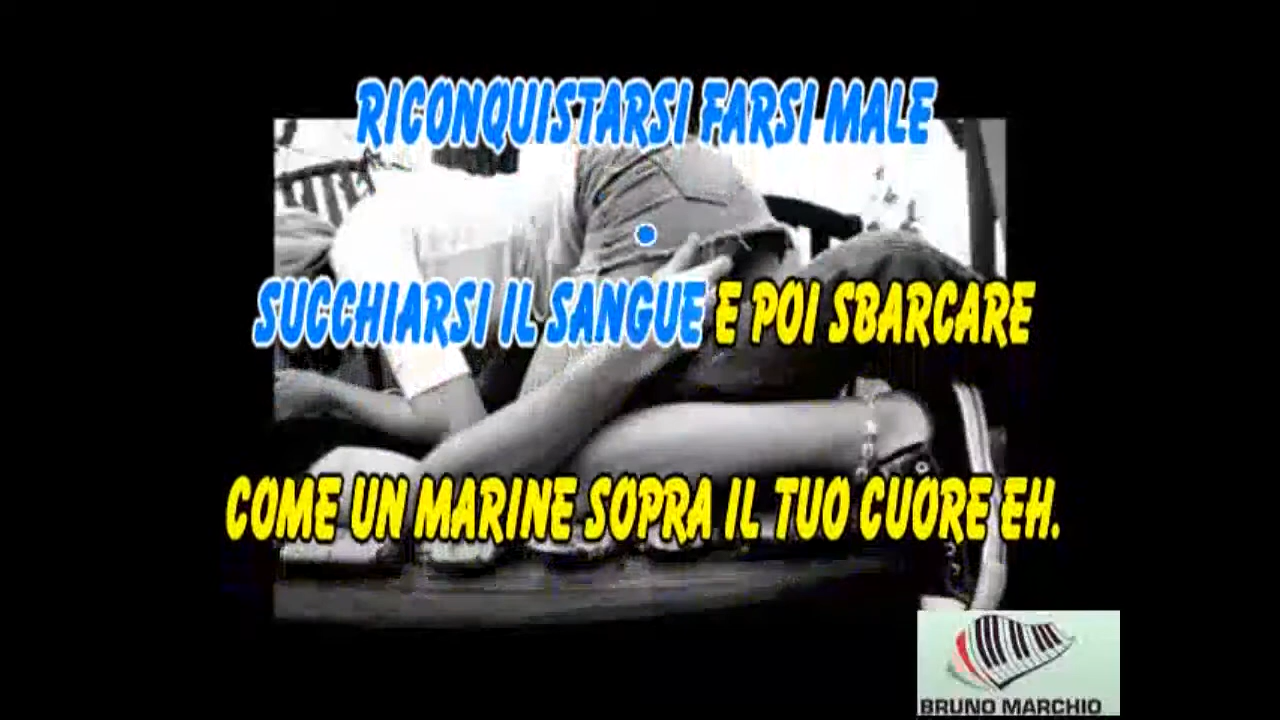 RICONQUISTARSI FARSI MALE
.
SUCCHIARSI IL SANGUE E POI SBARCARE
COME UN MARINE SOPRA IL TUO CUORE EH.
BRUNO MARCHIO